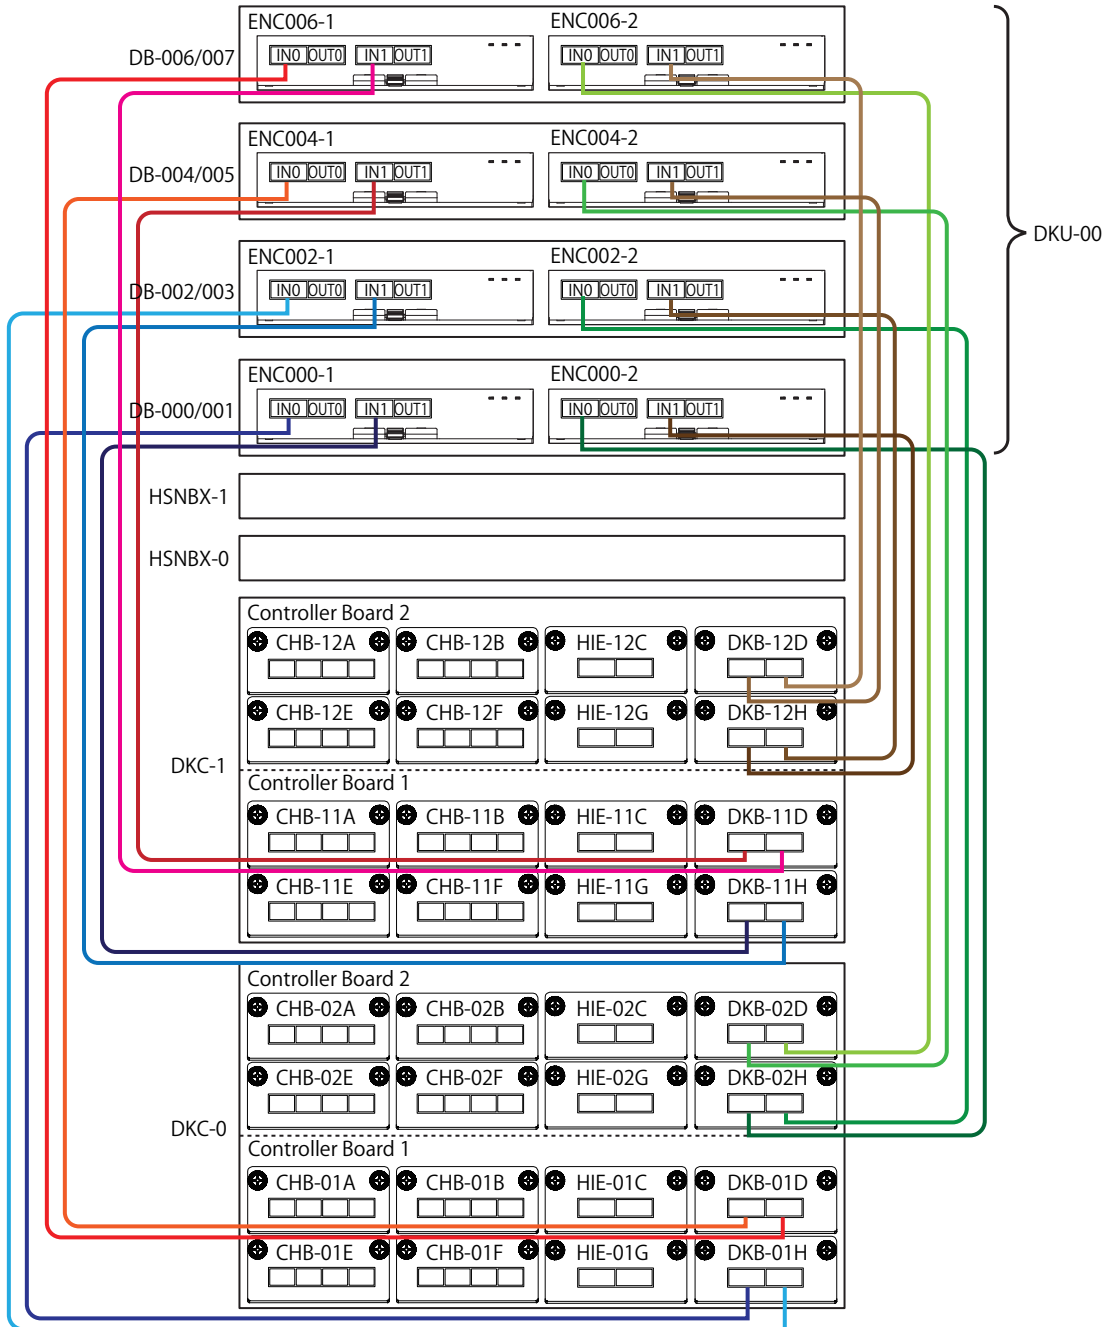 ENC006-1 ENC006-2
DB-006/007 IN0 OUT0 IN1 OUT1 IN0 OUT0 IN1 OUT1
ENC004-1 ENC004-2
DB-004/005 IN0 OUT0 IN1 OUT1 IN0 OUT0 IN1 OUT1
DKU-00
ENC002-1 ENC002-2
DB-002/003 IN0 OUT0 IN1 OUT1 IN0 OUT0 IN1 OUT1
ENC000-1 ENC000-2
DB-000/001 IN0 OUT0 IN1 OUT1 IN0 OUT0 IN1 OUT1
HSNBX-1
HSNBX-0
DKC-1
Controller Board 2
CHB-12A CHB-12B HIE-12C DKB-12D
CHB-12E CHB-12F HIE-12G DKB-12H
Controller Board 1
CHB-11A CHB-11B HIE-11C DKB-11D
CHB-11E CHB-11F HIE-11G DKB-11H
DKC-0
Controller Board 2
CHB-02A CHB-02B HIE-02C DKB-02D
CHB-02E CHB-02F HIE-02G DKB-02H
Controller Board 1
CHB-01A CHB-01B HIE-01C DKB-01D
CHB-01E CHB-01F HIE-01G DKB-01H